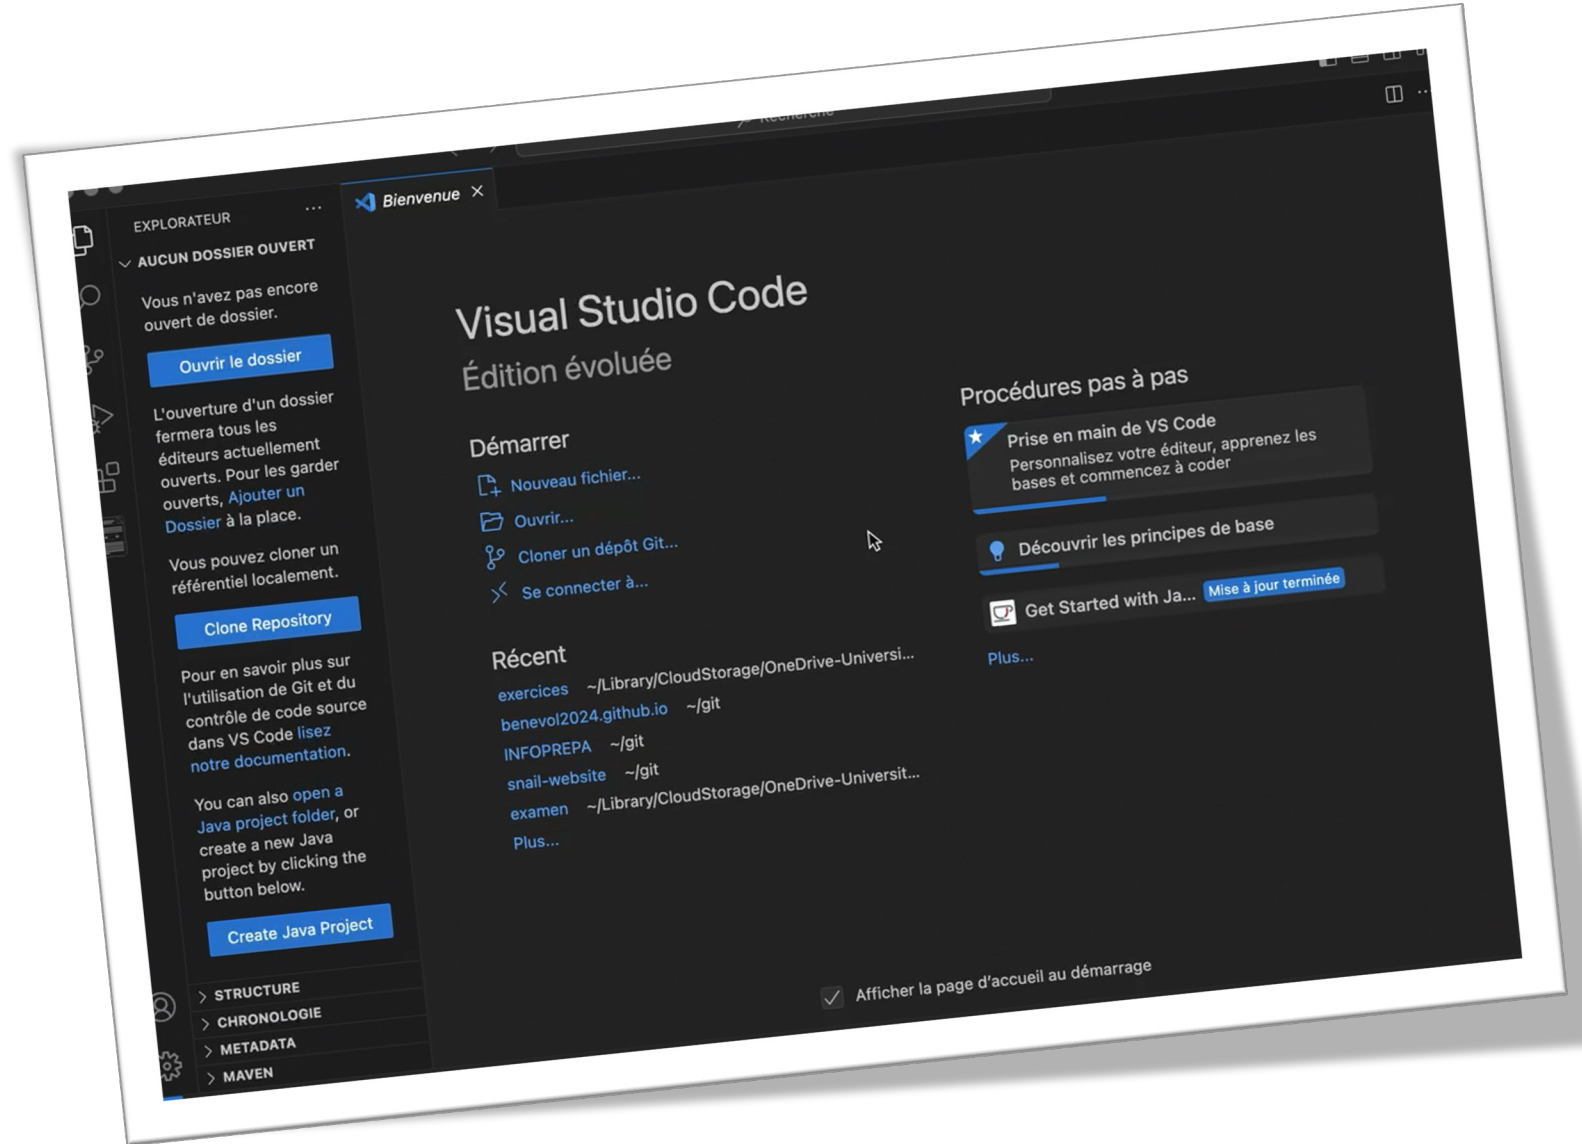 Recherche
EXPLORATEUR
AUCUN DOSSIER OUVERT
Vous n'avez pas encore
ouvert de dossier.
Ouvrir le dossier
L'ouverture d'un dossier
fermera tous les
éditeurs actuellement
ouverts. Pour les garder
ouverts, Ajouter un
Dossier à la place.
Vous pouvez cloner un
référentiel localement.
Clone Repository
Pour en savoir plus sur
l'utilisation de Git et du
contrôle de code source
dans VS Code lisez
notre documentation.
You can also open a
Java project folder, or
create a new Java
project by clicking the
button below.
Create Java Project
STRUCTURE
CHRONOLOGIE
METADATA
MAVEN
Bienvenue
Visual Studio Code
Édition évoluée
Démarrer
Nouveau fichier...
Ouvrir...
Cloner un dépôt Git...
Se connecter à...
Récent
exercices ~/Library/CloudStorage/OneDrive-Universi...
benevol2024.github.io ~/git
INFOPREPA ~/git
snail-website ~/git
examen ~/Library/CloudStorage/OneDrive-Universit...
Plus...
Procédures pas à pas
Prise en main de VS Code
Personnalisez votre éditeur, apprenez les
bases et commencez à coder
Découvrir les principes de base
Get Started with Ja... Mise à jour terminée
Plus...
Afficher la page d'accueil au démarrage